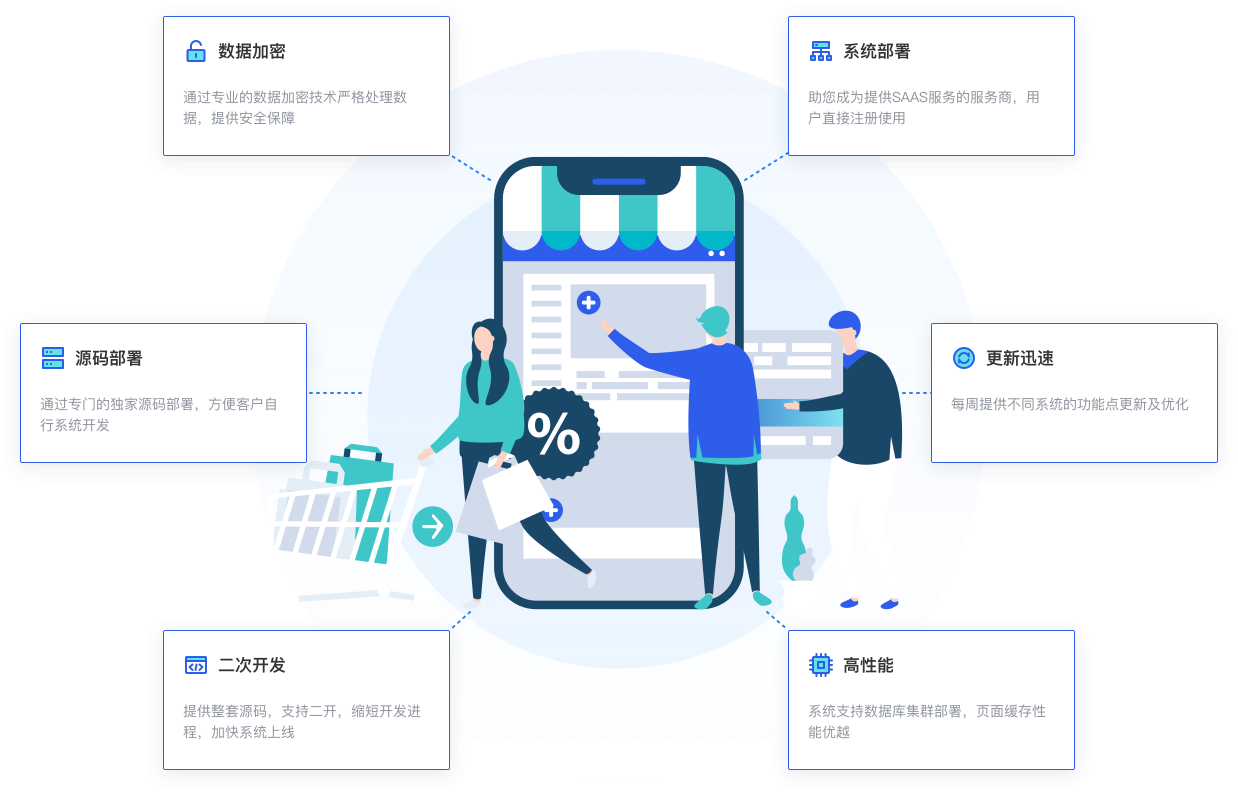 数据加密
通过专业的数据加密技术严格处理数
据，提供安全保障
系统部署
助您成为提供SAAS服务的服务商，用
户直接注册使用
源码部署
通过专门的独家源码部署，方便客户自
行系统开发
%
更新迅速
每周提供不同系统的功能点更新及优化
二次开发
提供整套源码，支持二开，缩短开发进
程，加快系统上线
高性能
系统支持数据库集群部署，页面缓存性
能优越